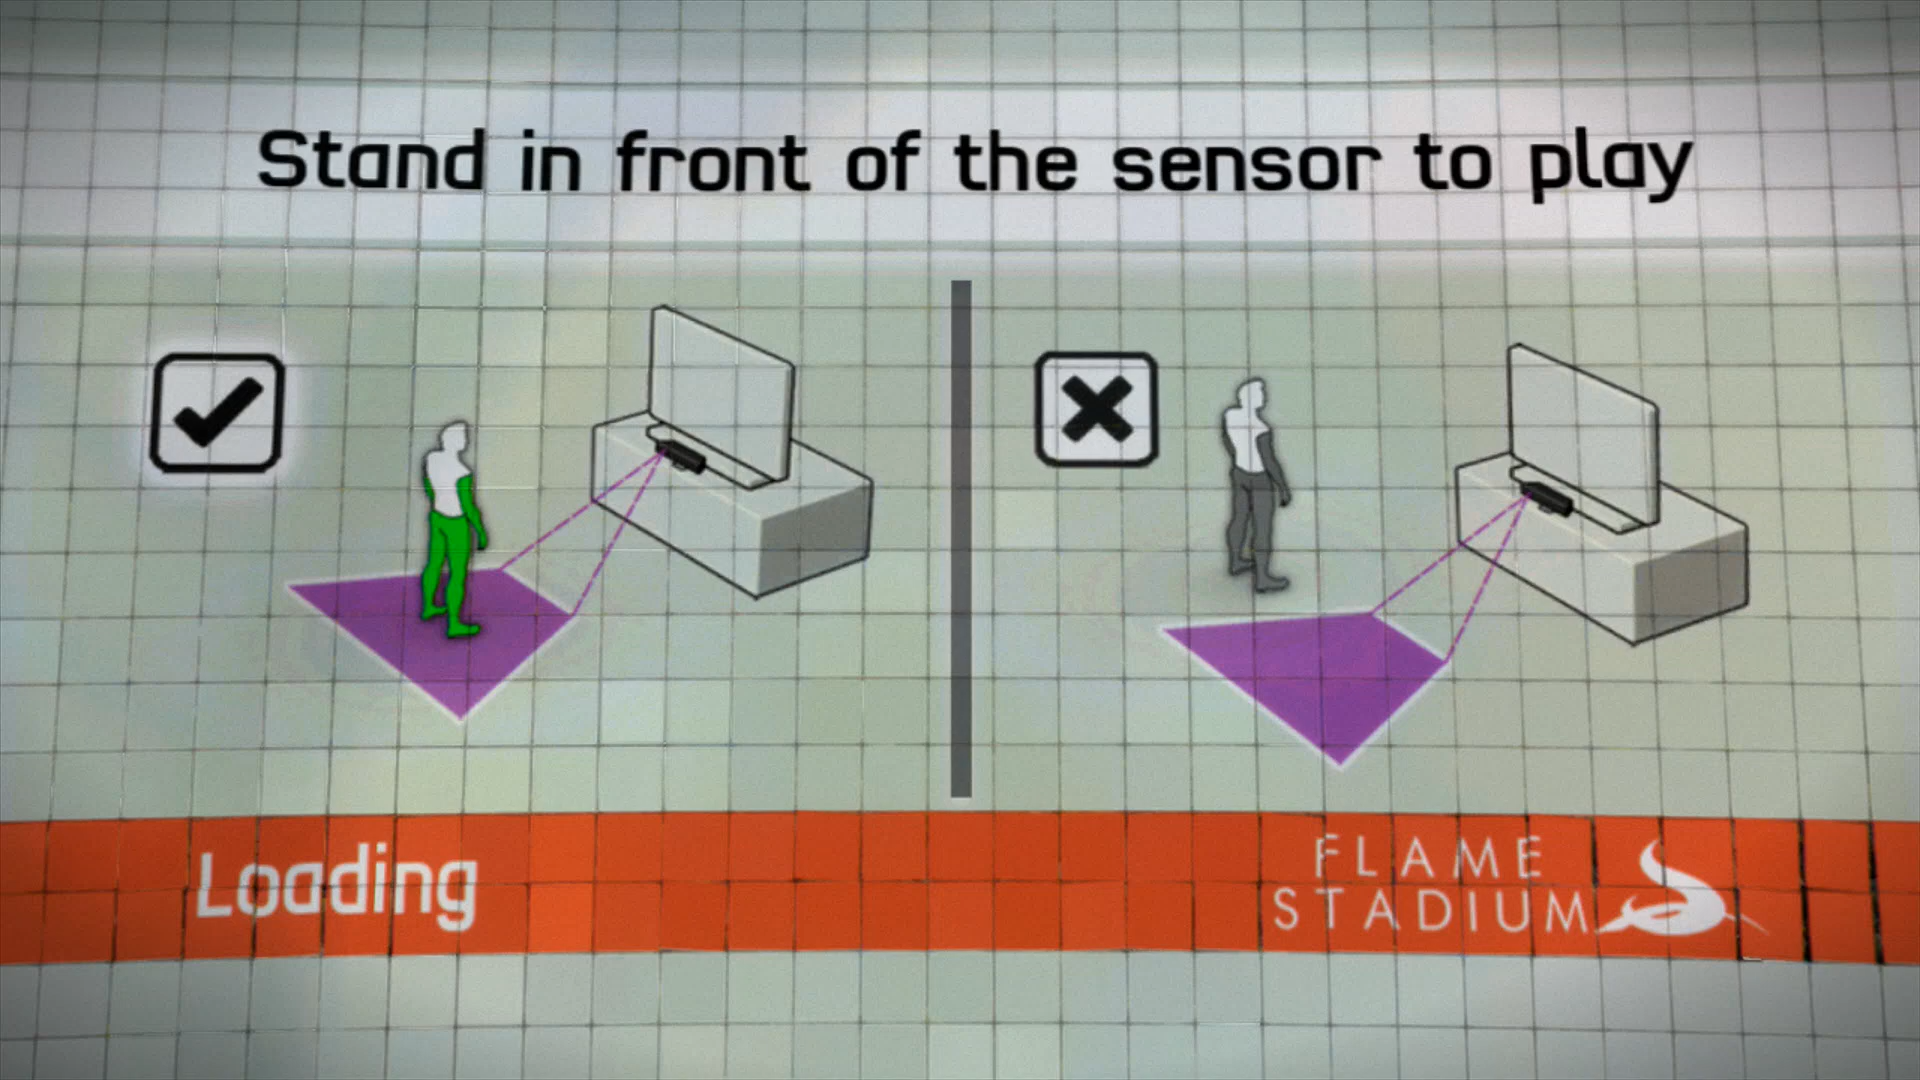 Stand in front of the sensor to play
Loading
FLAME
STADIUM